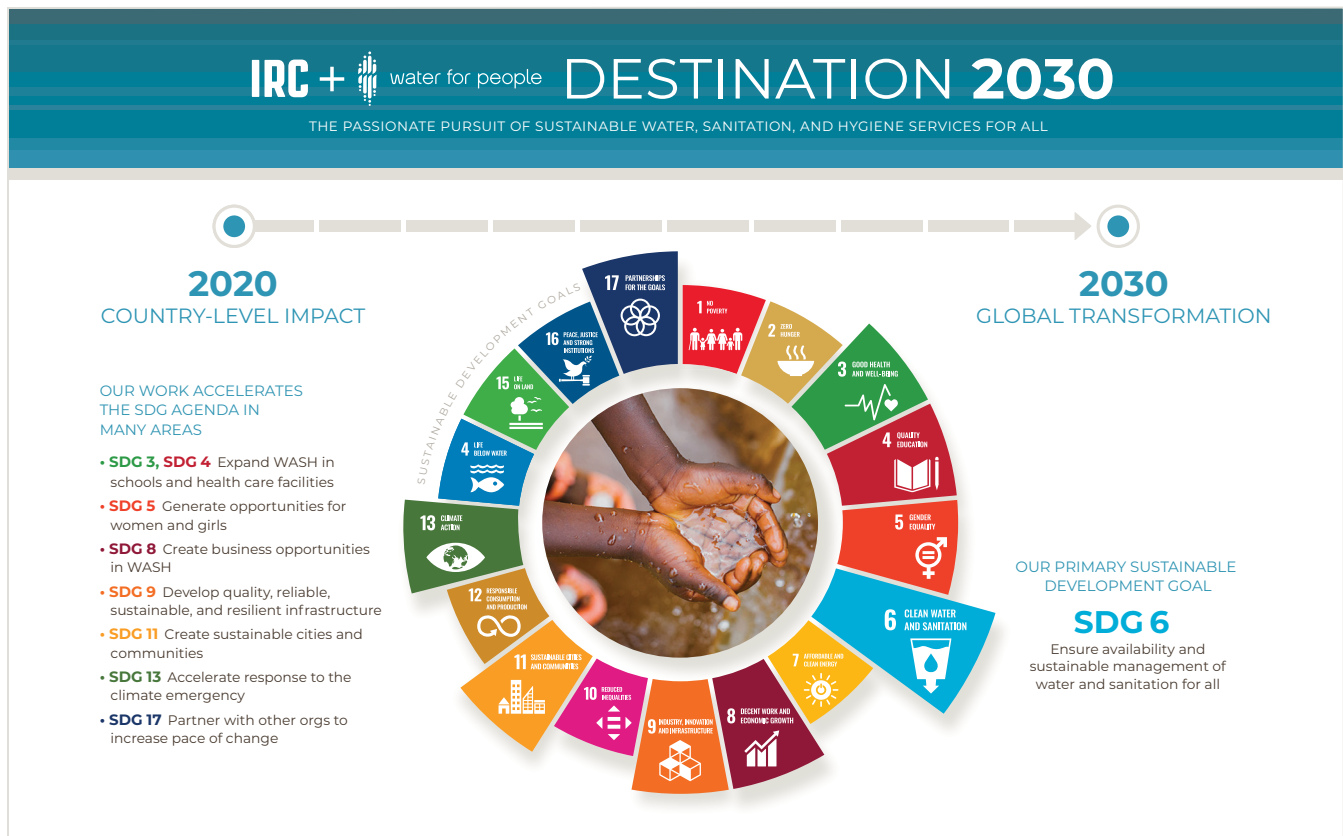 IRC + water for people DESTINATION 2030
THE PASSIONATE PURSUIT OF SUSTAINABLE WATER, SANITATION, AND HYGIENE SERVICES FOR ALL
2020
COUNTRY-LEVEL IMPACT
2030
GLOBAL TRANSFORMATION
OUR WORK ACCELERATES
THE SDG AGENDA IN
MANY AREAS
• SDG 3, SDG 4 Expand WASH in
schools and health care facilities
• SDG 5 Generate opportunities for
women and girls
• SDG 8 Create business opportunities
in WASH
• SDG 9 Develop quality, reliable,
sustainable, and resilient infrastructure
• SDG 11 Create sustainable cities and
communities
• SDG 13 Accelerate response to the
climate emergency
• SDG 17 Partner with other orgs to
increase pace of change
SUSTAINABLE DEVELOPMENT GOALS
1 NO
POVERTY
2 ZERO
HUNGER
3 GOOD HEALTH
AND WELL-BEING
4 QUALITY
EDUCATION
5 GENDER
EQUALITY
6 CLEAN WATER
AND SANITATION
7 AFFORDABLE AND
CLEAN ENERGY
8 DECENT WORK AND
ECONOMIC GROWTH
9 INDUSTRY, INNOVATION
AND INFRASTRUCTURE
10 REDUCED
INEQUALITIES
11 SUSTAINABLE CITIES
AND COMMUNITIES
12 RESPONSIBLE
CONSUMPTION
AND PRODUCTION
13 CLIMATE
ACTION
4 LIFE
BELOW WATER
15 LIFE
ON LAND
16 PEACE, JUSTICE
AND STRONG
INSTITUTIONS
17 PARTNERSHIPS
FOR THE GOALS
OUR PRIMARY SUSTAINABLE
DEVELOPMENT GOAL
SDG 6
Ensure availability and
sustainable management of
water and sanitation for all